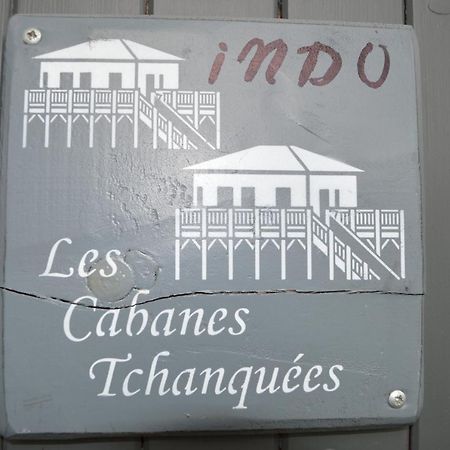 iNDO
Les
Cabanes
Tchanquées